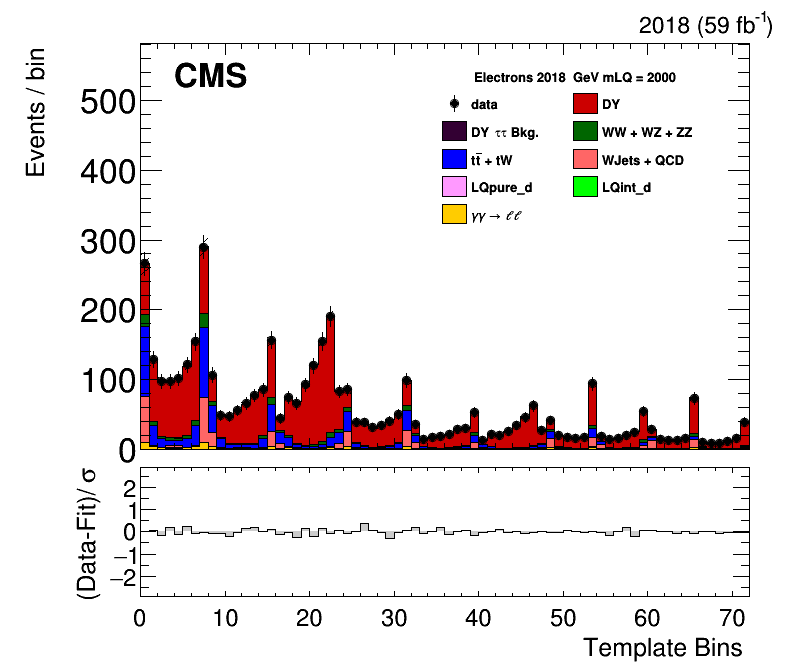 2018 (59 fb-1)
CMS
Electrons 2018 GeV mLQ = 2000
data
DY
DY ττ Bkg.
WW + WZ + ZZ
tt̄ + tW
WJets + QCD
LQpure_d
LQint_d
γγ → ℓℓ
Events / bin
500
400
300
200
100
0
(Data-Fit)/ σ
2
1
0
−1
−2
0 10 20 30 40 50 60 70
Template Bins